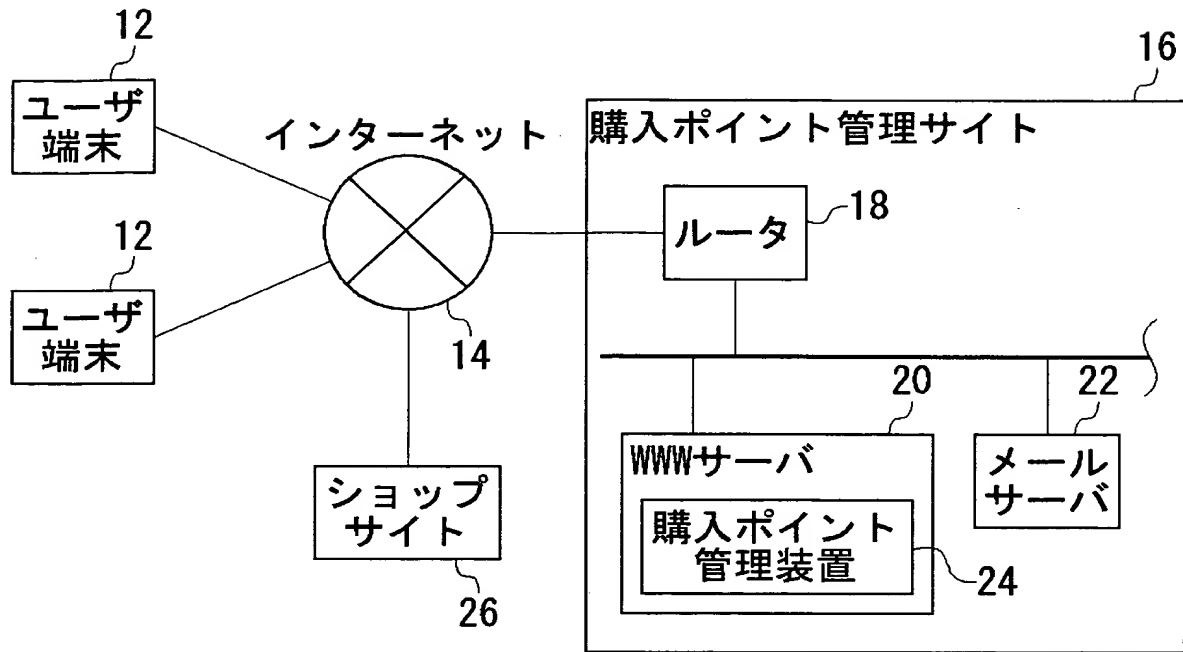 12
ユーザ
端末
12
ユーザ
端末
インターネット
14
ショップ
サイト
26
16
購入ポイント管理サイト
ルータ
18
20
WWWサーバ
購入ポイント
管理装置
24
22
メール
サーバ